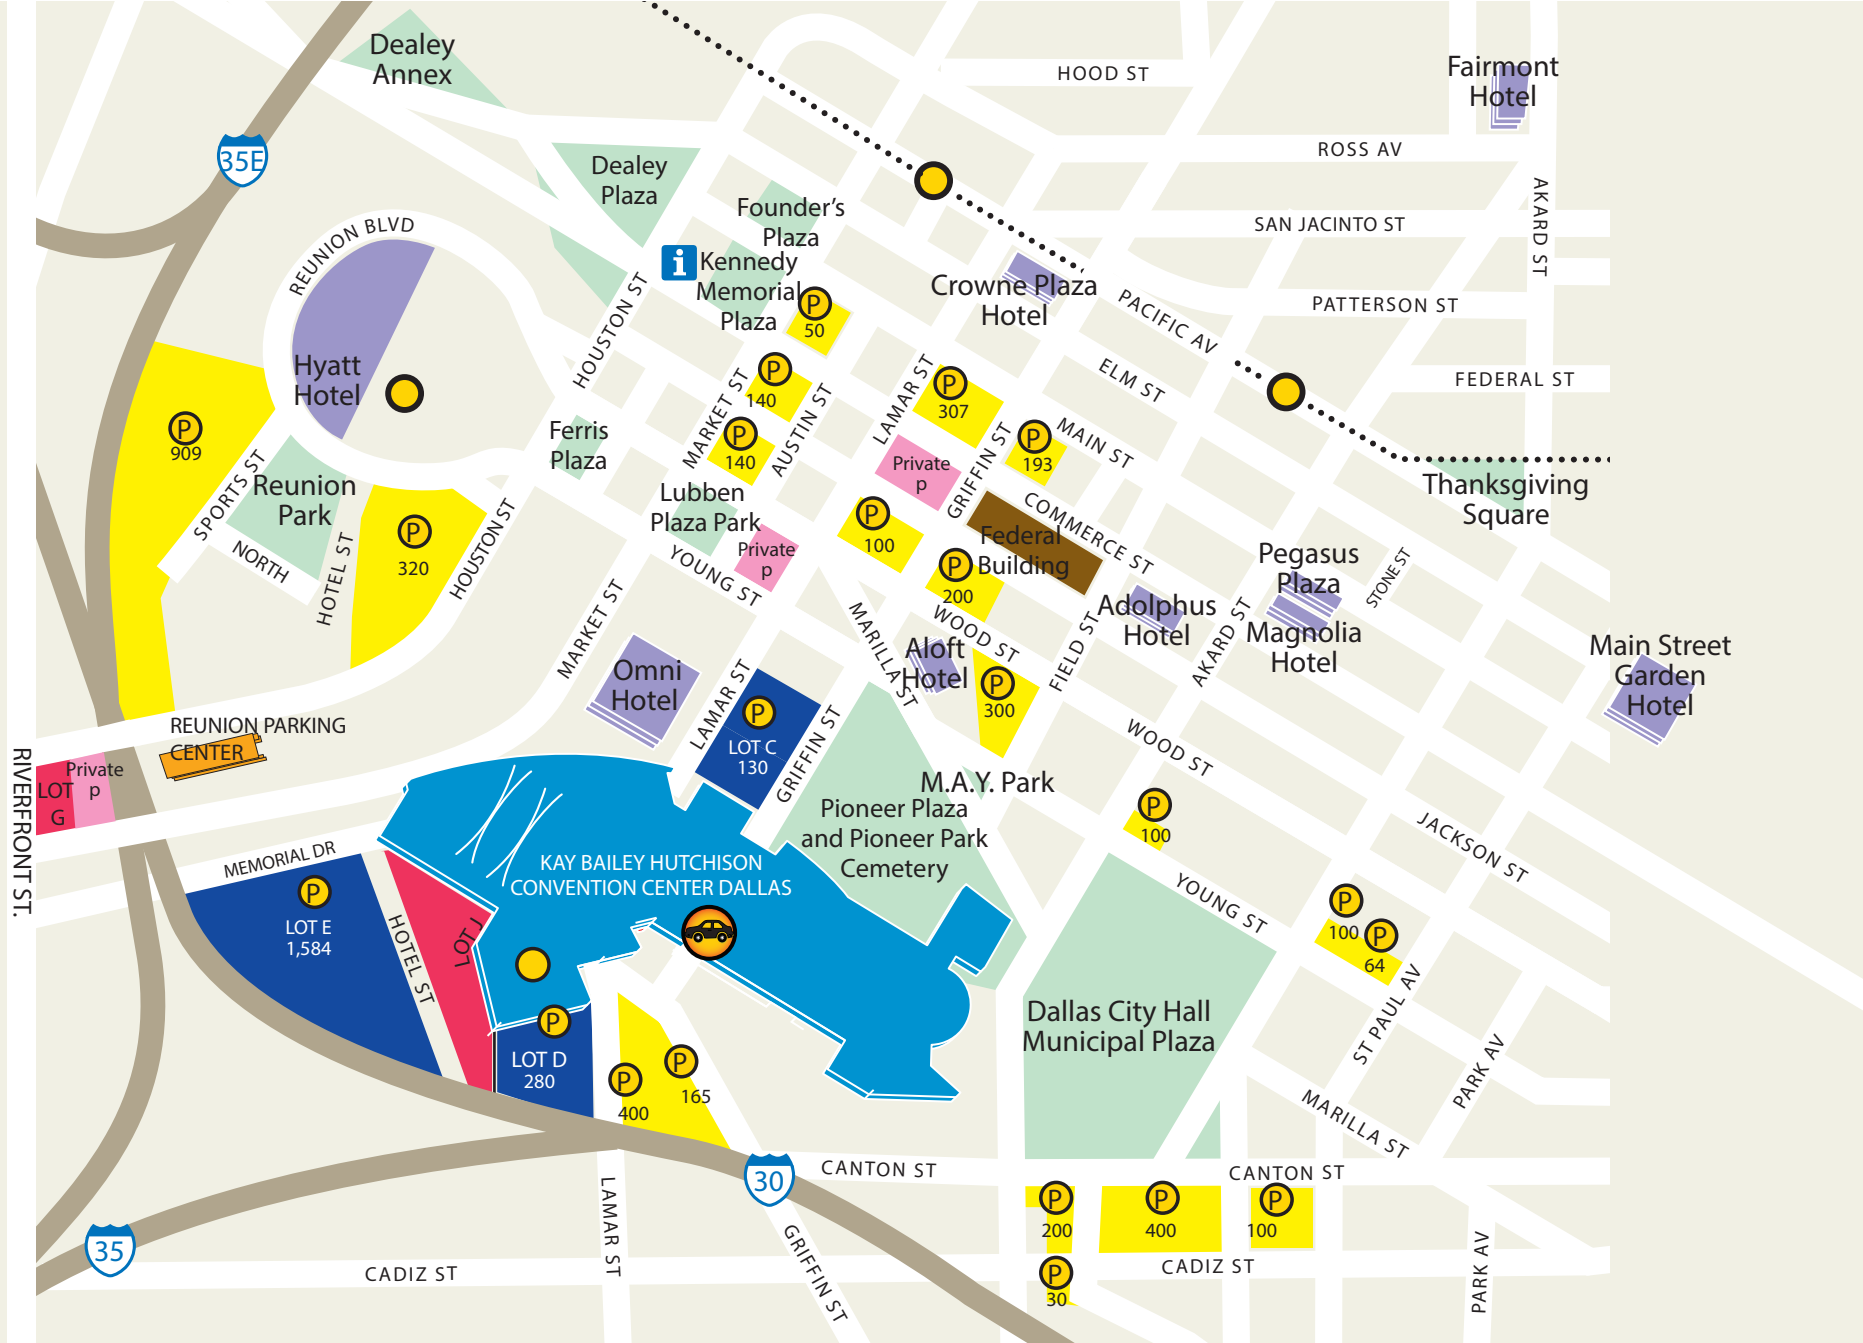 Dealey
Annex
HOOD ST
Fairmont
Hotel
35E
ROSS AV
Dealey
Plaza
AKARD ST
Founder's
Plaza
SAN JACINTO ST
REUNION BLVD
i
Kennedy
Memorial
Plaza
P
50
Crowne Plaza
Hotel
PACIFIC AV
PATTERSON ST
HOUSTON ST
Hyatt
Hotel
MARKET ST
P
140
AUSTIN ST
LAMAR ST
P
307
ELM ST
FEDERAL ST
P
909
Ferris
Plaza
P
140
Private
p
GRIFFIN ST
P
193
MAIN ST
SPORTS ST
Reunion
Park
NORTH
HOTEL ST
P
320
HOUSTON ST
Lubben
Plaza Park
Private
p
YOUNG ST
P
100
COMMERCE ST
Federal
Building
P
200
Thanksgiving
Square
Pegasus
Plaza
STONE ST
Adolphus
Hotel
AKARD ST
Magnolia
Hotel
Main Street
Garden
Hotel
MARKET ST
Omni
Hotel
MARILLA ST
WOOD ST
Aloft
Hotel
FIELD ST
P
300
LAMAR ST
P
LOT C
130
GRIFFIN ST
REUNION PARKING
CENTER
RIVERFRONT ST.
Private
p
LOT
G
WOOD ST
M.A.Y. Park
Pioneer Plaza
and Pioneer Park
Cemetery
P
100
JACKSON ST
MEMORIAL DR
KAY BAILEY HUTCHISON
CONVENTION CENTER DALLAS
P
LOT E
1,584
HOTEL ST
LOT J
YOUNG ST
P
100
P
64
ST PAUL AV
Dallas City Hall
Municipal Plaza
P
LOT D
280
P
400
P
165
PARK AV
MARILLA ST
30
CANTON ST
CANTON ST
LAMAR ST
GRIFFIN ST
P
200
P
400
P
100
35
CADIZ ST
CADIZ ST
P
30
PARK AV